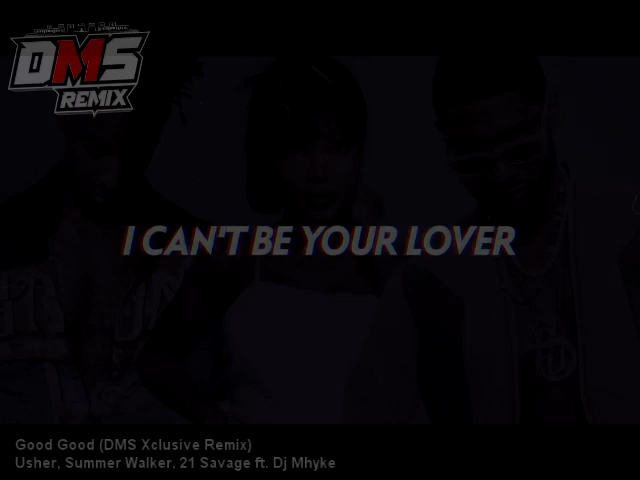 DMS
REMIX
I CAN'T BE YOUR LOVER
Good Good (DMS Xclusive Remix)
Usher, Summer Walker, 21 Savage ft. Dj Mhyke